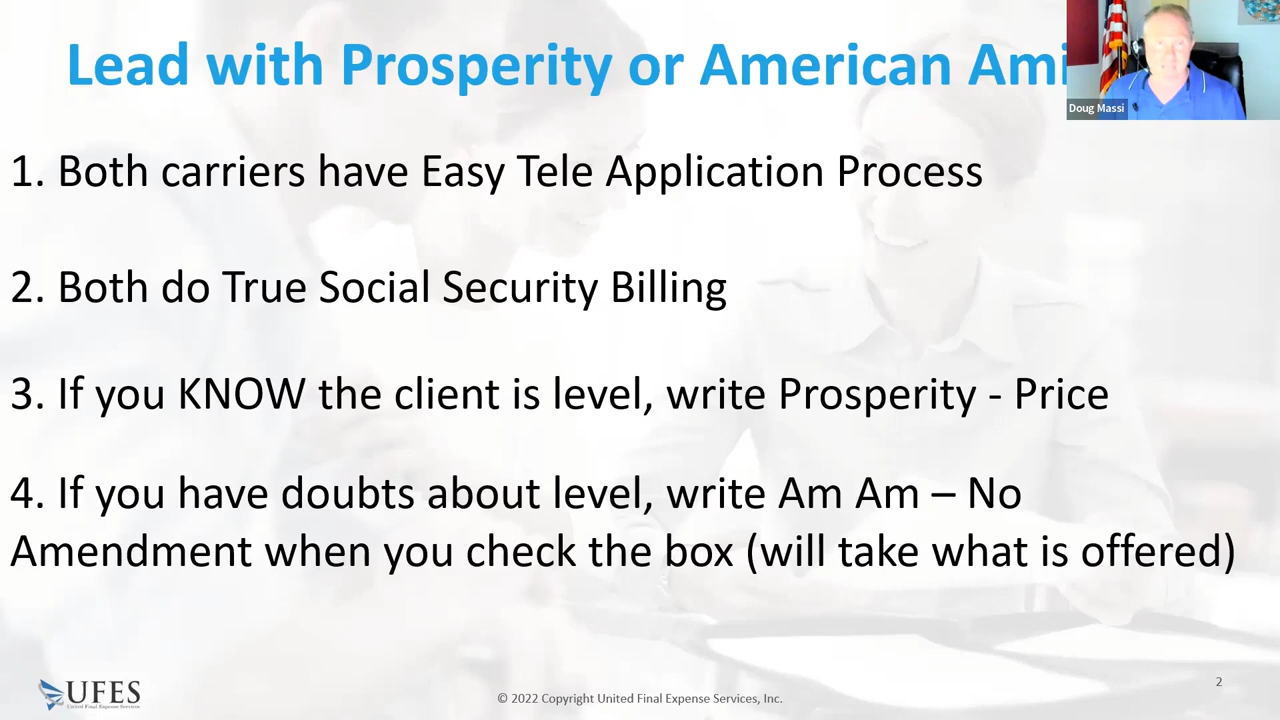 Lead with Prosperity or American Ami
Doug Massi
1. Both carriers have Easy Tele Application Process
2. Both do True Social Security Billing
3. If you KNOW the client is level, write Prosperity - Price
4. If you have doubts about level, write Am Am – No
Amendment when you check the box (will take what is offered)
UFES
United Final Expense Services
© 2022 Copyright United Final Expense Services, Inc.
2